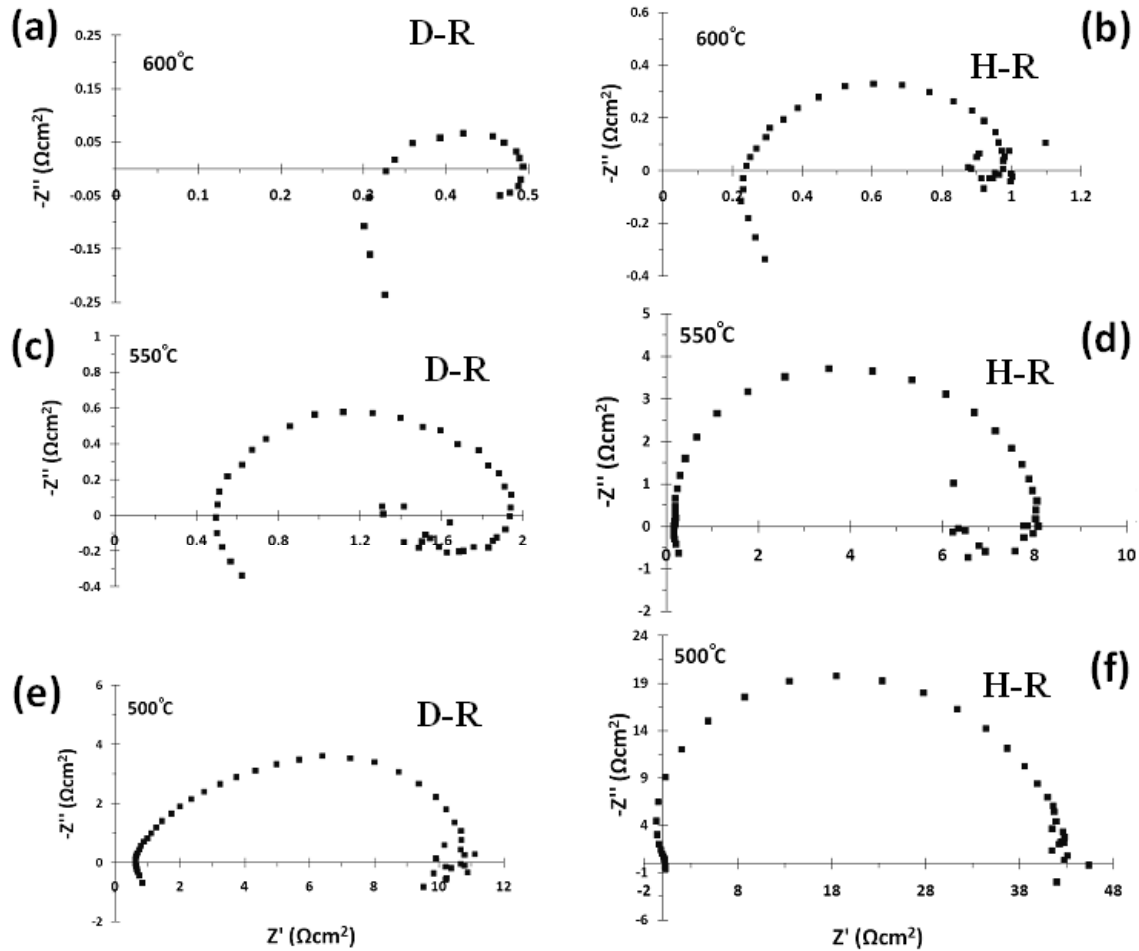 (a) D-R
600°C
-Z'' (Ωcm²)
0.25
0.15
0.05
-0.05
-0.15
-0.25
0 0.1 0.2 0.3 0.4 0.5
(b)
600°C
H-R
-Z'' (Ωcm²)
0.6
0.4
0.2
0
-0.2
-0.4
0 0.2 0.4 0.6 0.8 1 1.2
(c) 550°C D-R
-Z'' (Ωcm²)
1
0.8
0.6
0.4
0.2
0
-0.2
-0.4
0 0.4 0.8 1.2 1.6 2
(d)
550°C
H-R
-Z'' (Ωcm²)
5
4
3
2
1
0
-1
-2
0 2 4 6 8 10
(e) 500°C D-R
-Z'' (Ωcm²)
6
4
2
0
-2
0 2 4 6 8 10 12
Z' (Ωcm²)
(f)
500°C
H-R
-Z'' (Ωcm²)
24
19
14
9
4
-1
-6
-2 8 18 28 38 48
Z' (Ωcm²)